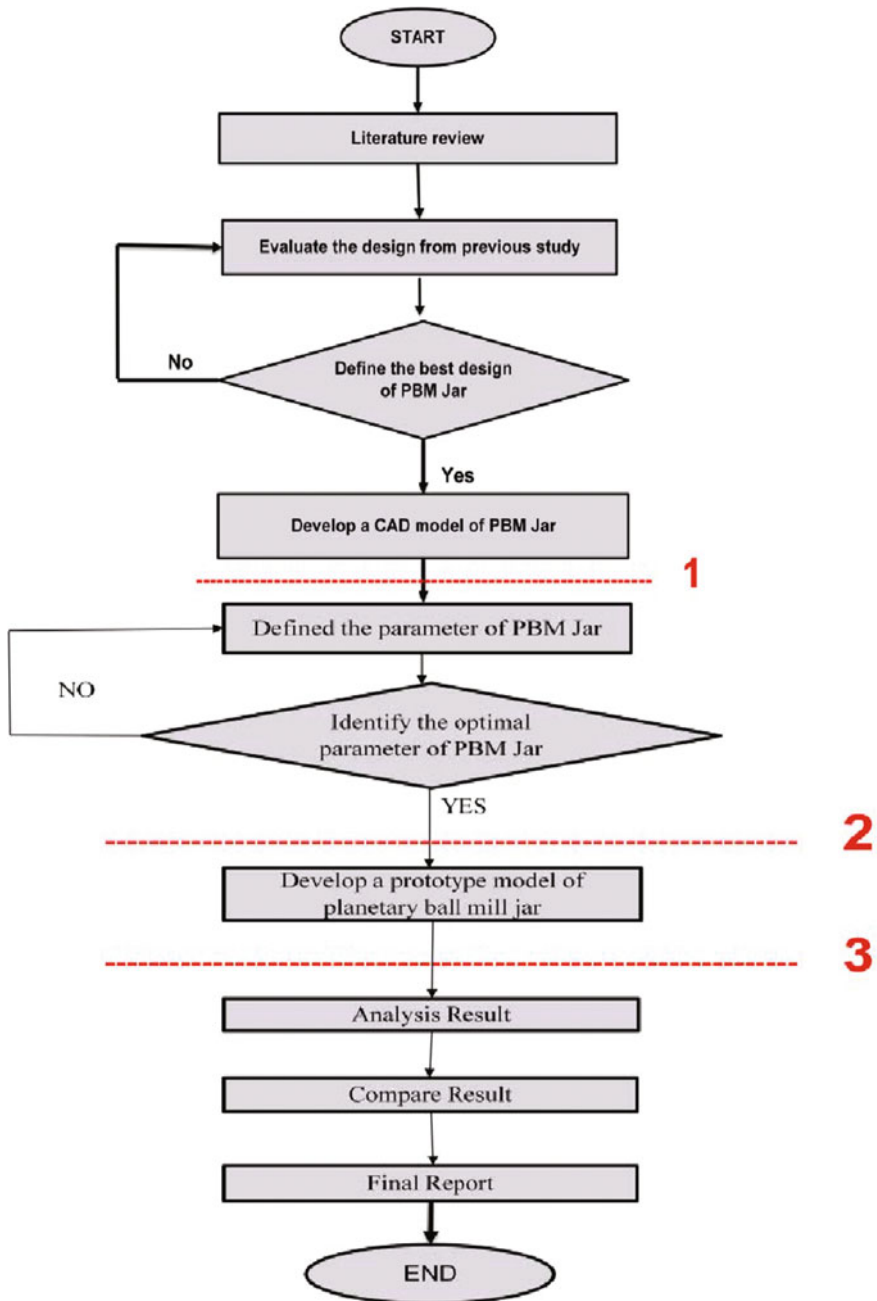 START
Literature review
Evaluate the design from previous study
No
Define the best design
of PBM Jar
Yes
Develop a CAD model of PBM Jar
1
Defined the parameter of PBM Jar
NO
Identify the optimal
parameter of PBM Jar
YES
2
Develop a prototype model of
planetary ball mill jar
3
Analysis Result
Compare Result
Final Report
END